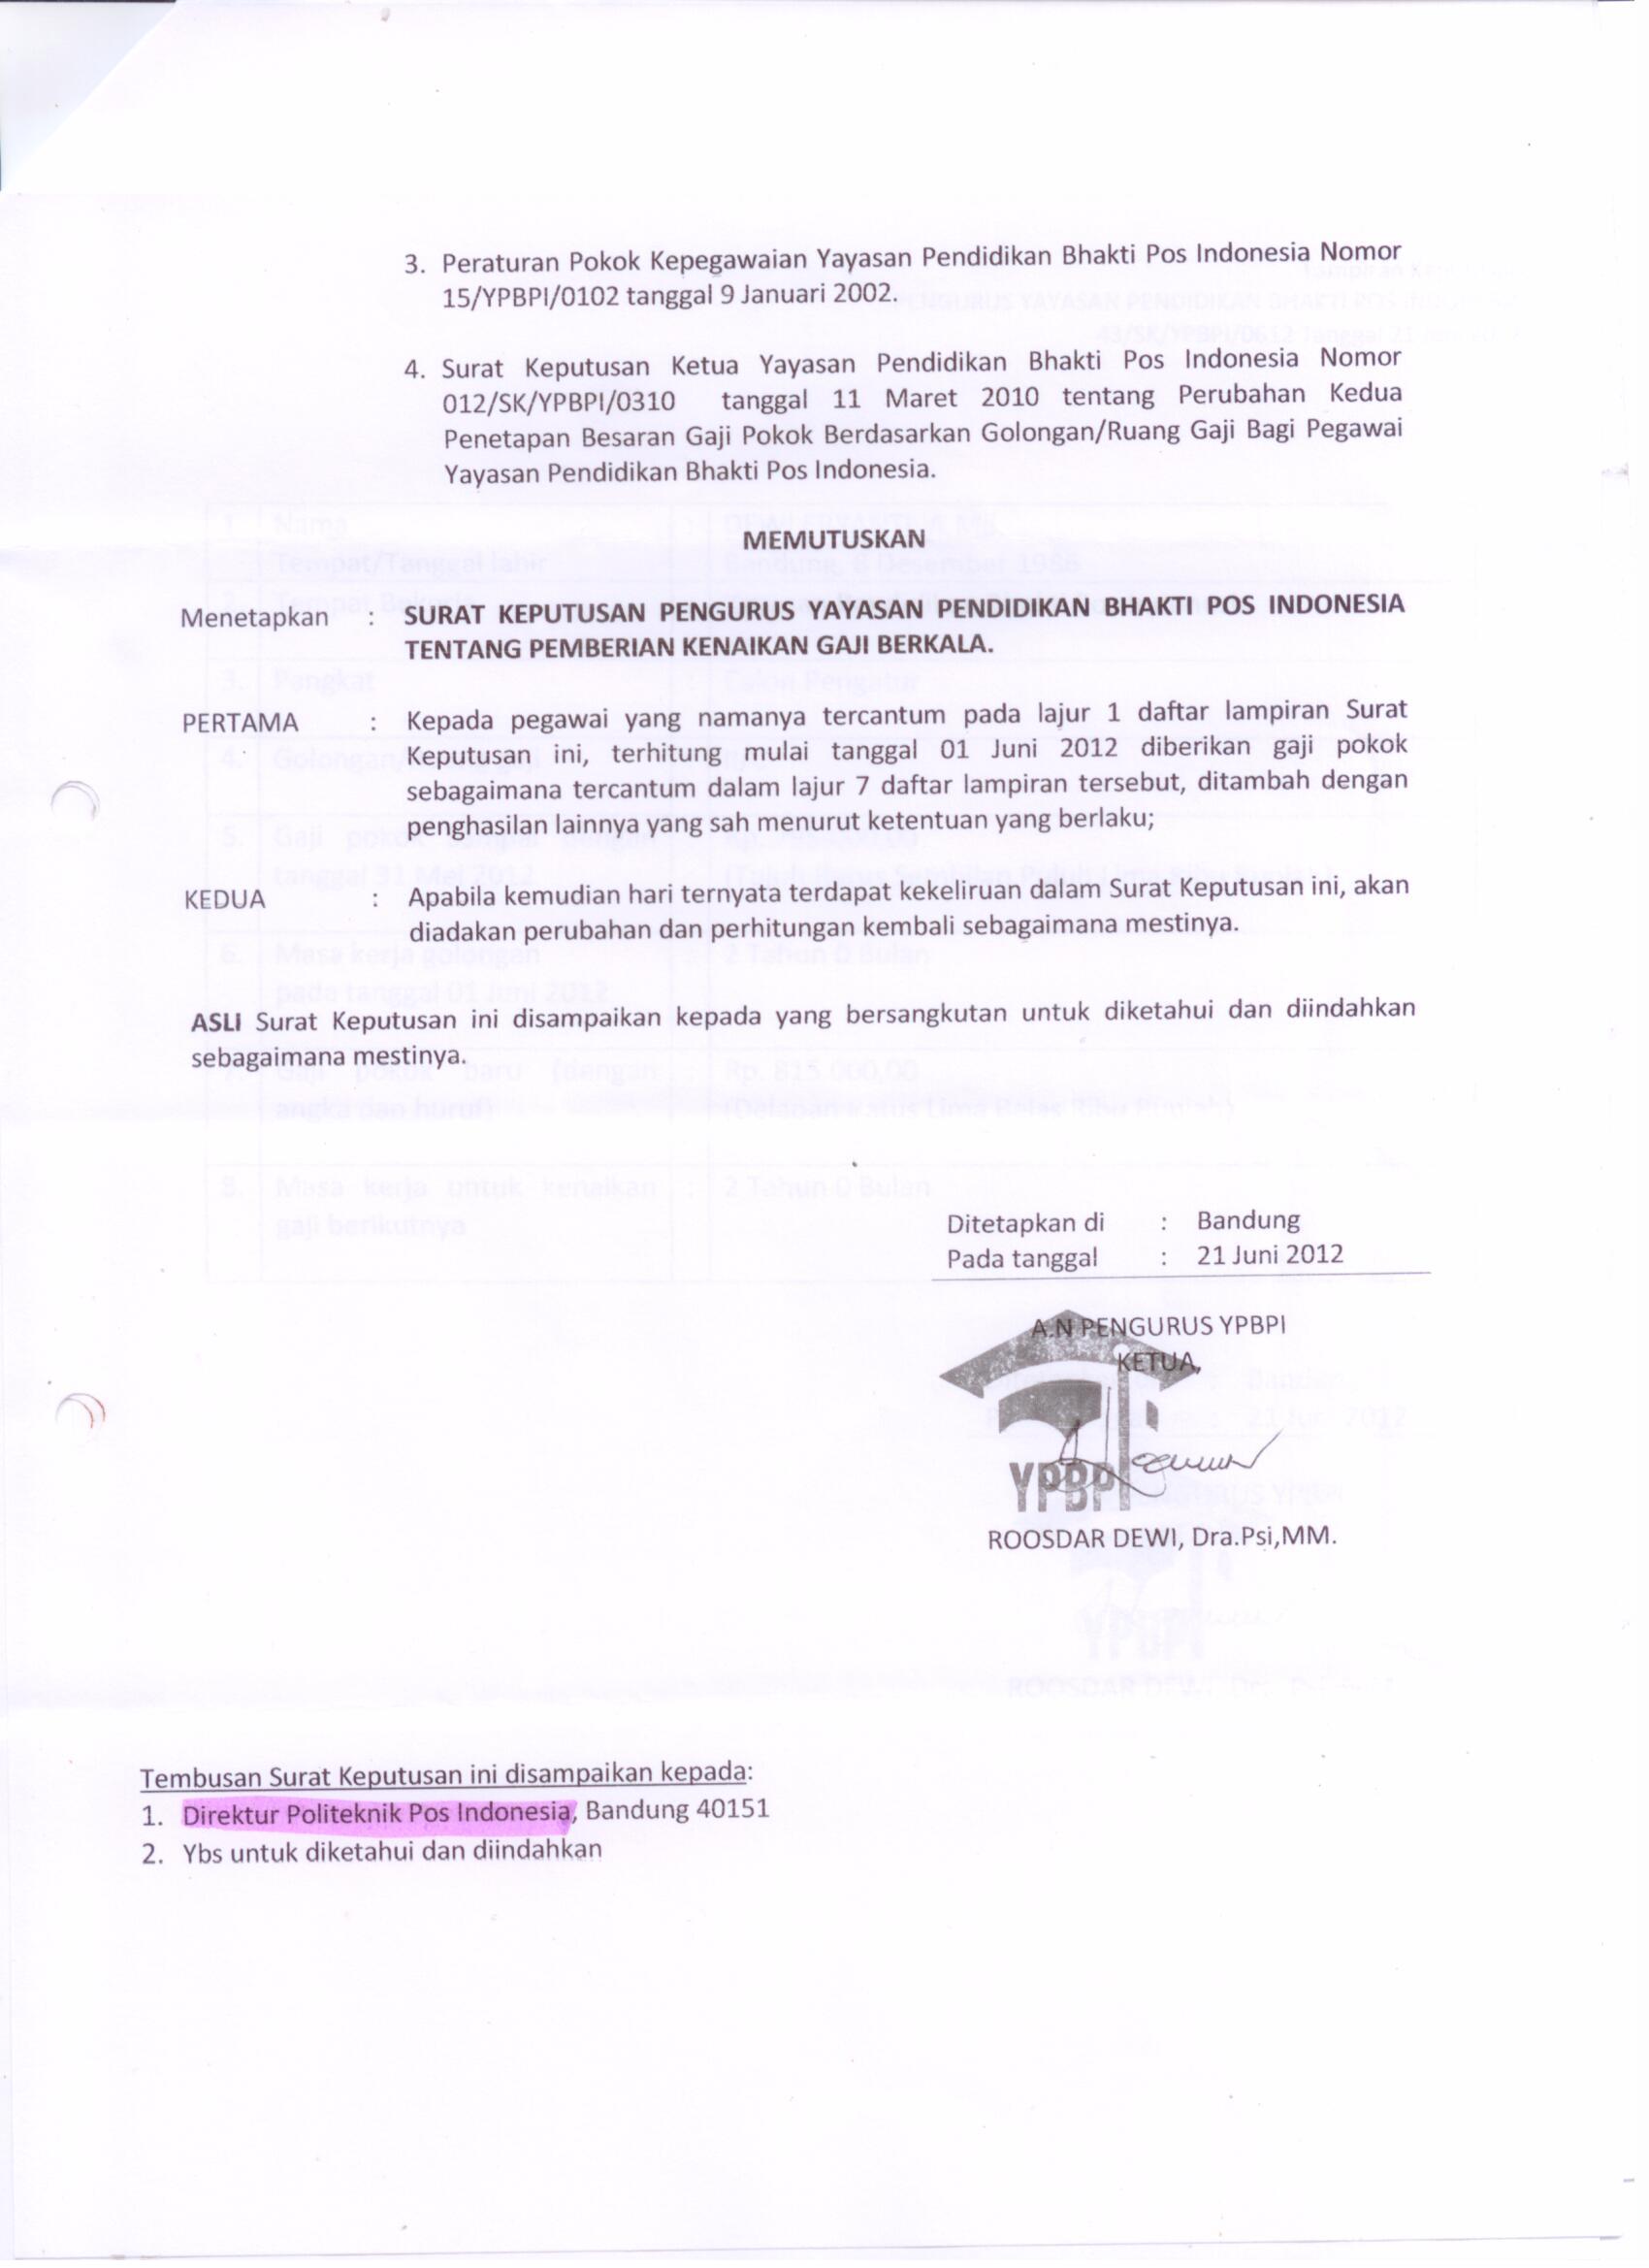 3. Peraturan Pokok Kepegawaian Yayasan Pendidikan Bhakti Pos Indonesia Nomor
15/YPBPI/0102 tanggal 9 Januari 2002.
4. Surat Keputusan Ketua Yayasan Pendidikan Bhakti Pos Indonesia Nomor
012/SK/YPBPI/0310 tanggal 11 Maret 2010 tentang Perubahan Kedua
Penetapan Besaran Gaji Pokok Berdasarkan Golongan/Ruang Gaji Bagi Pegawai
Yayasan Pendidikan Bhakti Pos Indonesia.
MEMUTUSKAN
Menetapkan : SURAT KEPUTUSAN PENGURUS YAYASAN PENDIDIKAN BHAKTI POS INDONESIA
TENTANG PEMBERIAN KENAIKAN GAJI BERKALA.
PERTAMA : Kepada pegawai yang namanya tercantum pada lajur 1 daftar lampiran Surat
Keputusan ini, terhitung mulai tanggal 01 Juni 2012 diberikan gaji pokok
sebagaimana tercantum dalam lajur 7 daftar lampiran tersebut, ditambah dengan
penghasilan lainnya yang sah menurut ketentuan yang berlaku;
KEDUA : Apabila kemudian hari ternyata terdapat kekeliruan dalam Surat Keputusan ini, akan
diadakan perubahan dan perhitungan kembali sebagaimana mestinya.
ASLI Surat Keputusan ini disampaikan kepada yang bersangkutan untuk diketahui dan diindahkan
sebagaimana mestinya.
Ditetapkan di : Bandung
Pada tanggal : 21 Juni 2012
A.N PENGURUS YPBPI
KETUA,
YPBPI
ROOSDAR DEWI, Dra.Psi,MM.
Tembusan Surat Keputusan ini disampaikan kepada:
1. Direktur Politeknik Pos Indonesia, Bandung 40151
2. Ybs untuk diketahui dan diindahkan